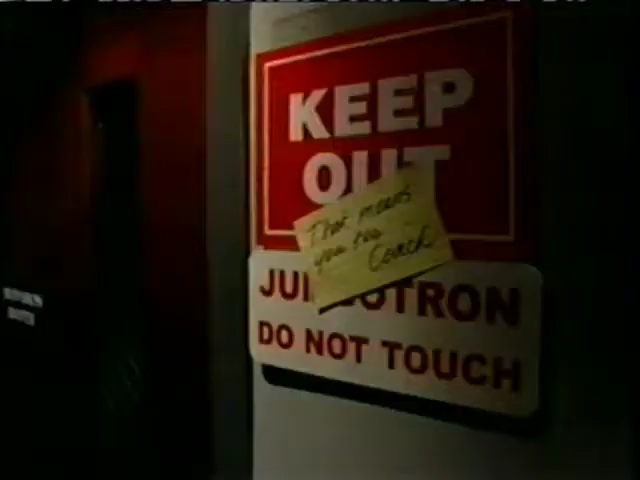 KEEP
OUT
That means
you too
Coach
JUMBOTRON
DO NOT TOUCH